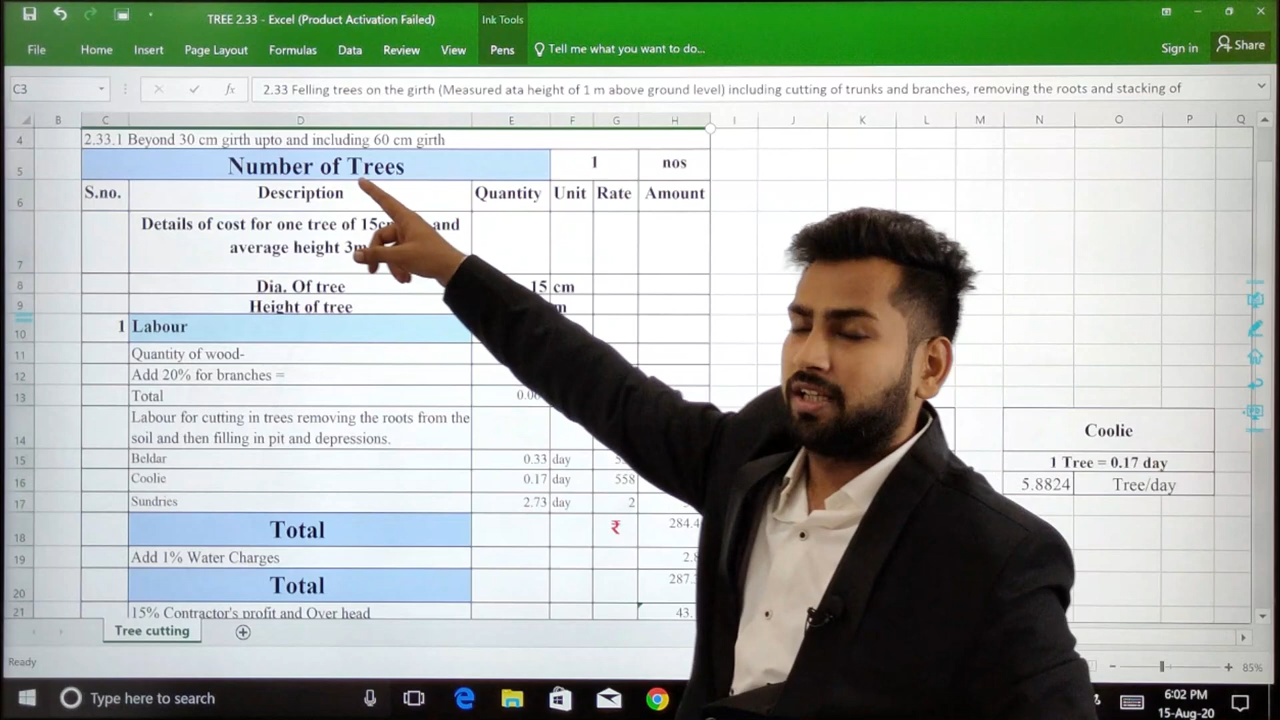 TREE 2.33 - Excel (Product Activation Failed)
Ink Tools
File Home Insert Page Layout Formulas Data Review View Pens Tell me what you want to do... Sign in Share
C3 fx 2.33 Felling trees on the girth (Measured ata height of 1 m above ground level) including cutting of trunks and branches, removing the roots and stacking of
B C D E F G H I J K L M N O P Q
4 2.33.1 Beyond 30 cm girth upto and including 60 cm girth
5 Number of Trees 1 nos
6 S.no. Description Quantity Unit Rate Amount
Details of cost for one tree of and
7 average height
8 Dia. Of tree 15 cm
9 Height of tree m
10 1 Labour
11 Quantity of wood-
12 Add 20% for branches =
13 Total
Labour for cutting in trees removing the roots from the
14 soil and then filling in pit and depressions.
15 Beldar 0.33 day
16 Coolie 0.17 day 558
17 Sundries 2.73 day 2
18 Total ₹ 284.4
19 Add 1% Water Charges
20 Total 287.
21 15% Contractor's profit and Over head 43.
Coolie
1 Tree = 0.17 day
5.8824 Tree/day
Tree cutting
Ready 85%
Type here to search
6:02 PM
15-Aug-20